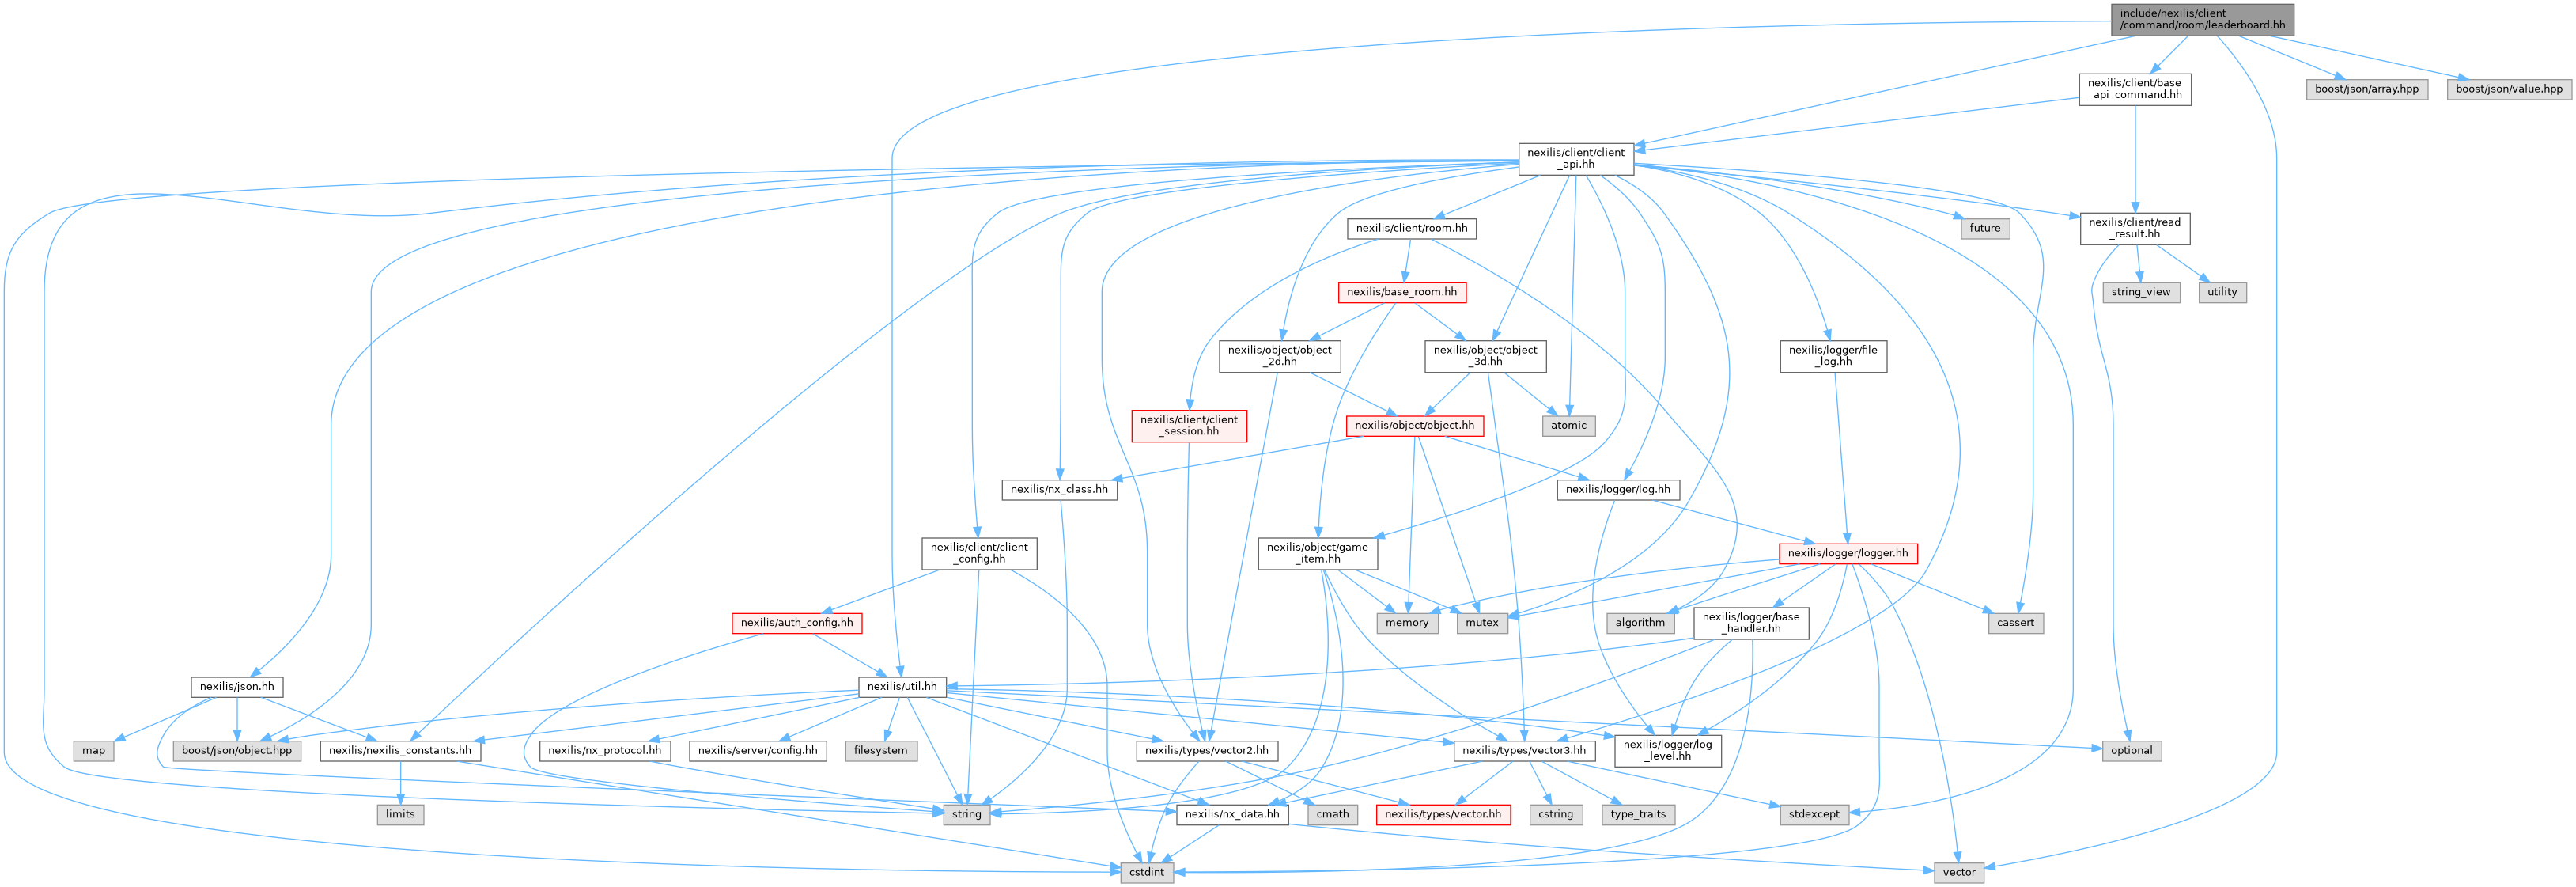 include/nexilis/client
/command/room/leaderboard.hh
nexilis/client/base
_api_command.hh
boost/json/array.hpp
boost/json/value.hpp
nexilis/client/client
_api.hh
nexilis/client/room.hh
future
nexilis/client/read
_result.hh
nexilis/base_room.hh
string_view
utility
nexilis/object/object
_2d.hh
nexilis/object/object
_3d.hh
nexilis/logger/file
_log.hh
nexilis/client/client
_session.hh
nexilis/object/object.hh
atomic
nexilis/nx_class.hh
nexilis/logger/log.hh
nexilis/client/client
_config.hh
nexilis/object/game
_item.hh
nexilis/logger/logger.hh
nexilis/auth_config.hh
memory
mutex
algorithm
nexilis/logger/base
_handler.hh
cassert
nexilis/json.hh
nexilis/util.hh
map
boost/json/object.hpp
nexilis/nexilis_constants.hh
nexilis/nx_protocol.hh
nexilis/server/config.hh
filesystem
nexilis/types/vector2.hh
nexilis/types/vector3.hh
nexilis/logger/log
_level.hh
optional
limits
string
nexilis/nx_data.hh
cmath
nexilis/types/vector.hh
cstring
type_traits
stdexcept
cstdint
vector